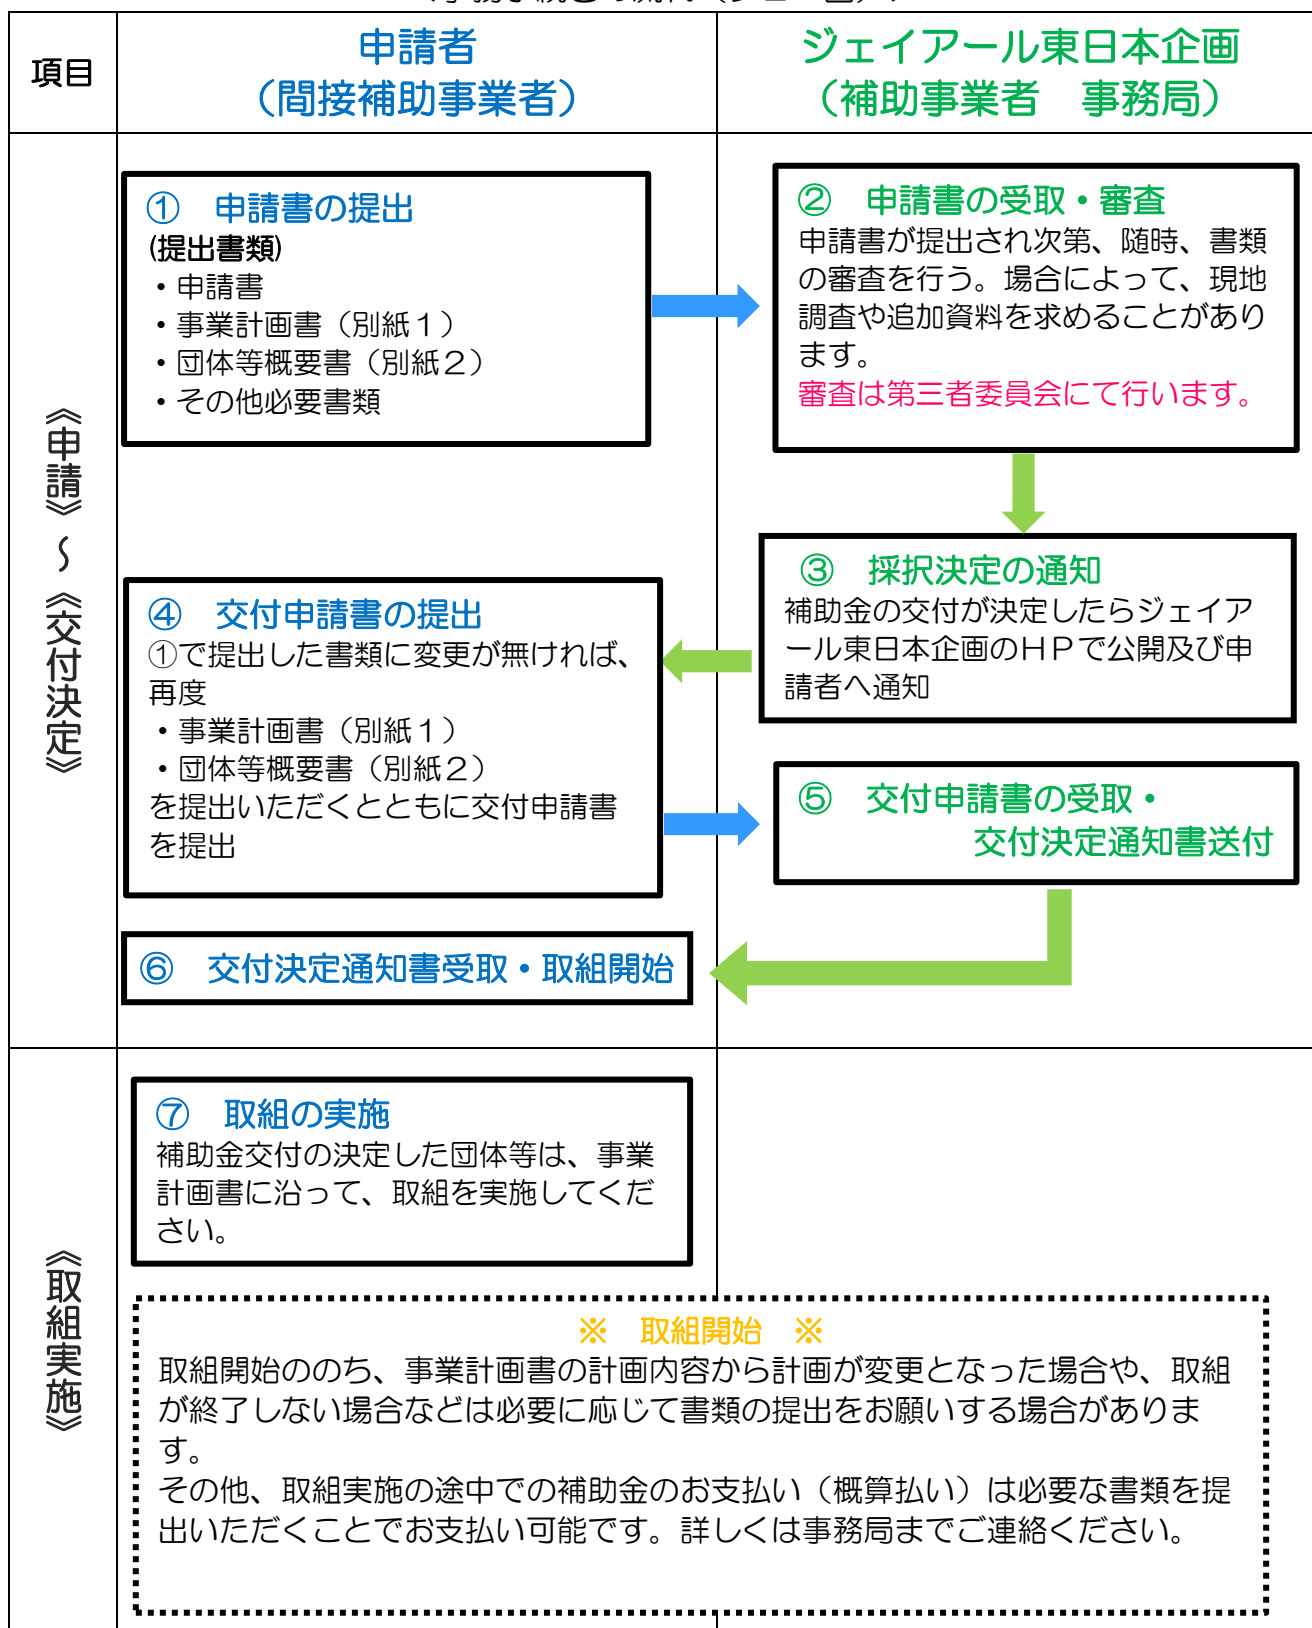 項目
申請者
（間接補助事業者）
ジェイアール東日本企画
（補助事業者　事務局）
《申請》～《交付決定》
①　申請書の提出
(提出書類)
・申請書
・事業計画書（別紙１）
・団体等概要書（別紙２）
・その他必要書類
②　申請書の受取・審査
申請書が提出され次第、随時、書類
の審査を行う。場合によって、現地
調査や追加資料を求めることがあり
ます。
審査は第三者委員会にて行います。
③　採択決定の通知
補助金の交付が決定したらジェイア
ール東日本企画のＨＰで公開及び申
請者へ通知
④　交付申請書の提出
①で提出した書類に変更が無ければ、
再度
・事業計画書（別紙１）
・団体等概要書（別紙２）
を提出いただくとともに交付申請書
を提出
⑤　交付申請書の受取・
交付決定通知書送付
⑥　交付決定通知書受取・取組開始
《取組実施》
⑦　取組の実施
補助金交付の決定した団体等は、事業
計画書に沿って、取組を実施してくだ
さい。
※　取組開始　※
取組開始ののち、事業計画書の計画内容から計画が変更となった場合や、取組
が終了しない場合などは必要に応じて書類の提出をお願いする場合がありま
す。
その他、取組実施の途中での補助金のお支払い（概算払い）は必要な書類を提
出いただくことでお支払い可能です。詳しくは事務局までご連絡ください。